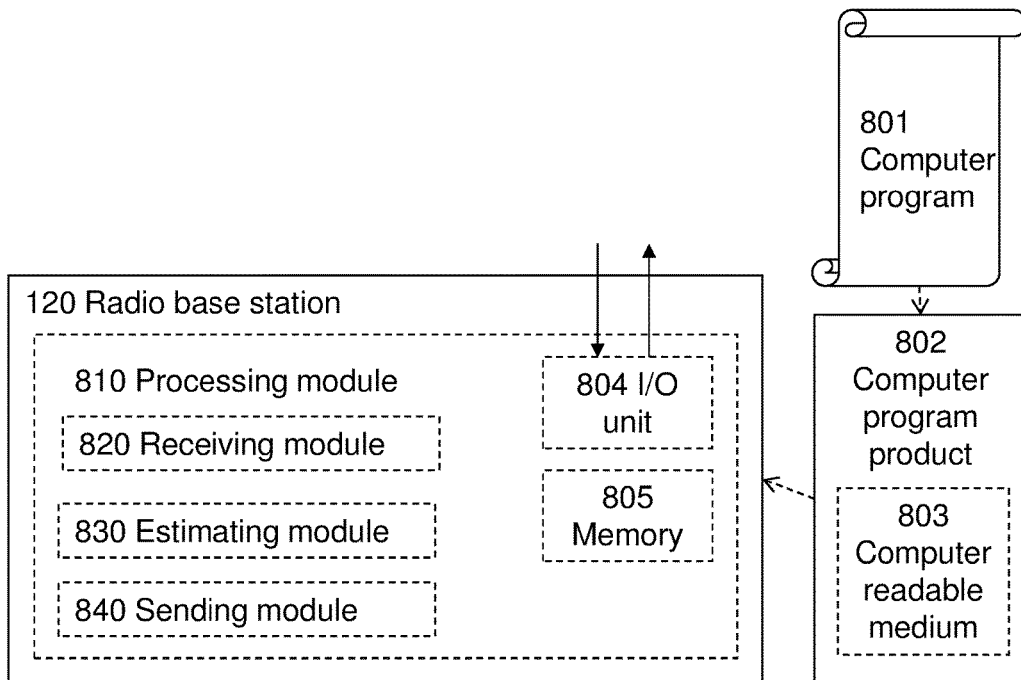 801
Computer
program
120 Radio base station
810 Processing module
820 Receiving module
830 Estimating module
840 Sending module
804 I/O
unit
805
Memory
802
Computer
program
product
803
Computer
readable
medium